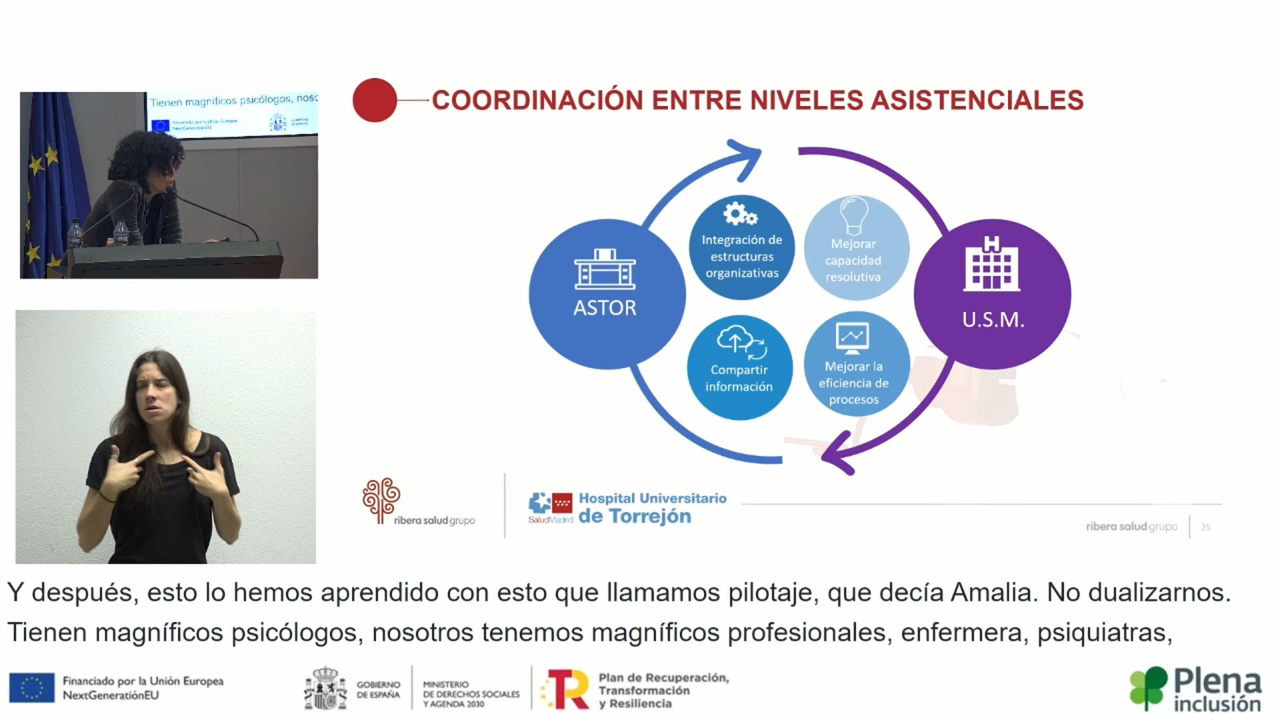 Tienen magníficos psicólogos, noso
Financiado por la Unión Europea
NextGenerationEU
COORDINACIÓN ENTRE NIVELES ASISTENCIALES
Integración de
estructuras
organizativas
Mejorar
capacidad
resolutiva
ASTOR
H
U.S.M.
Compartir
información
Mejorar la
eficiencia de
procesos
ribera salud grupo
SaludMadrid
Hospital Universitario
de Torrejón
ribera salud grupo
25
Y después, esto lo hemos aprendido con esto que llamamos pilotaje, que decía Amalia. No dualizarnos.
Tienen magníficos psicólogos, nosotros tenemos magníficos profesionales, enfermera, psiquiatras,
Financiado por la Unión Europea
NextGenerationEU
GOBIERNO
DE ESPAÑA
MINISTERIO
DE DERECHOS SOCIALES
Y AGENDA 2030
Plan de Recuperación,
Transformación
y Resiliencia
Plena
inclusión